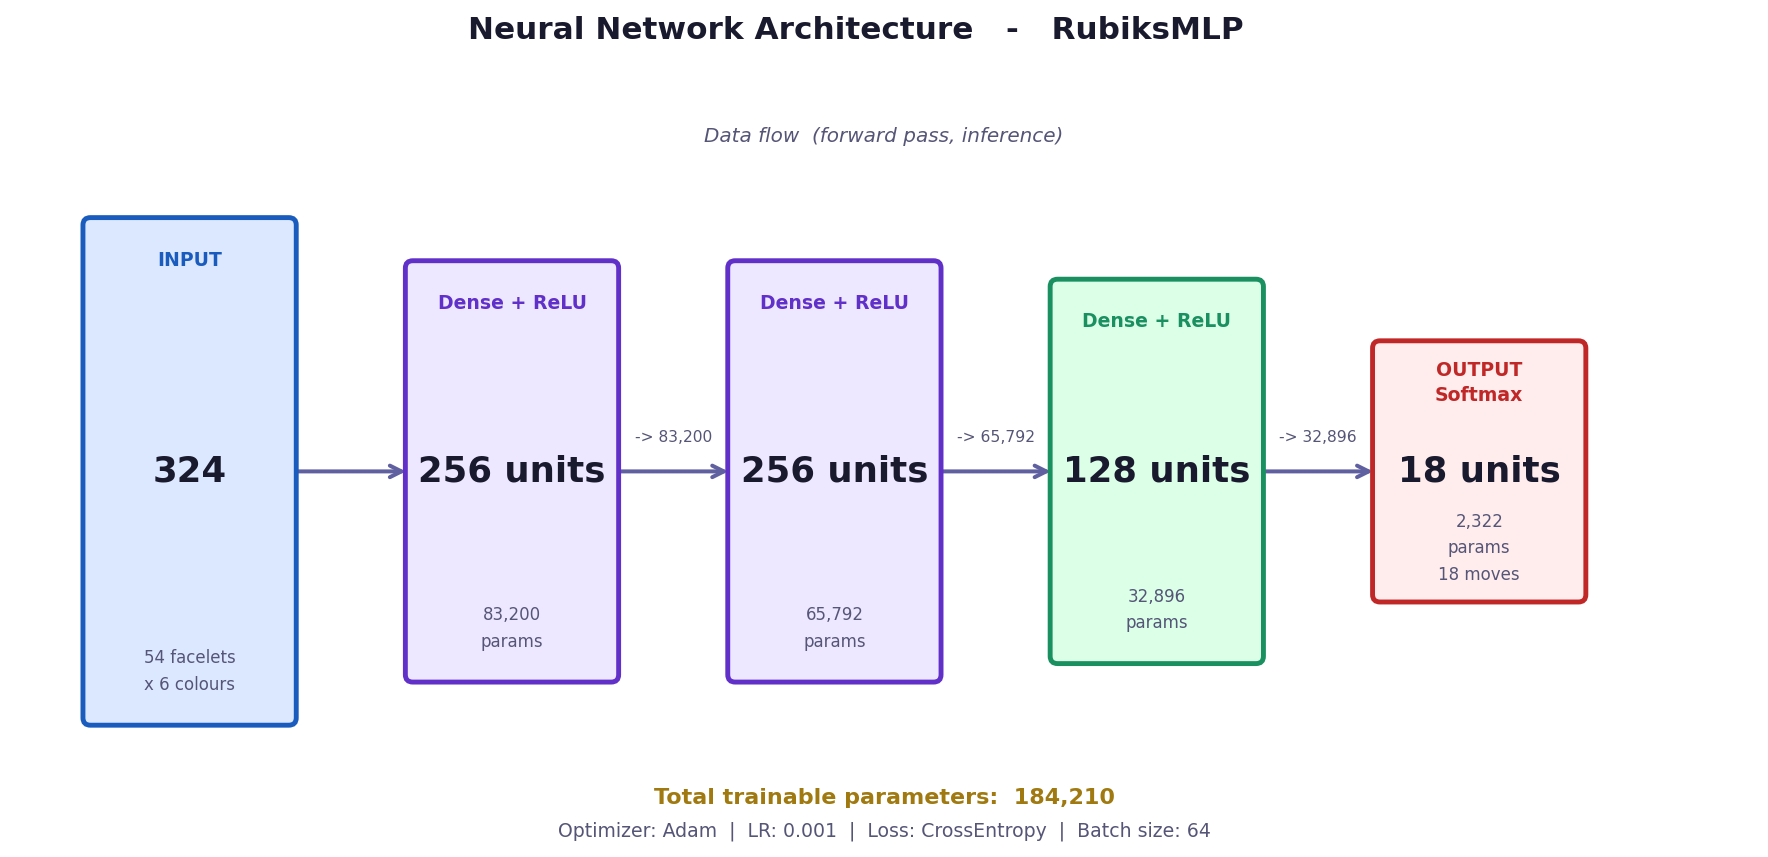 Neural Network Architecture - RubiksMLP
Data flow (forward pass, inference)
INPUT
324
54 facelets
x 6 colours
Dense + ReLU
256 units
83,200
params
-> 83,200
Dense + ReLU
256 units
65,792
params
-> 65,792
Dense + ReLU
128 units
32,896
params
-> 32,896
OUTPUT
Softmax
18 units
2,322
params
18 moves
Total trainable parameters: 184,210
Optimizer: Adam | LR: 0.001 | Loss: CrossEntropy | Batch size: 64